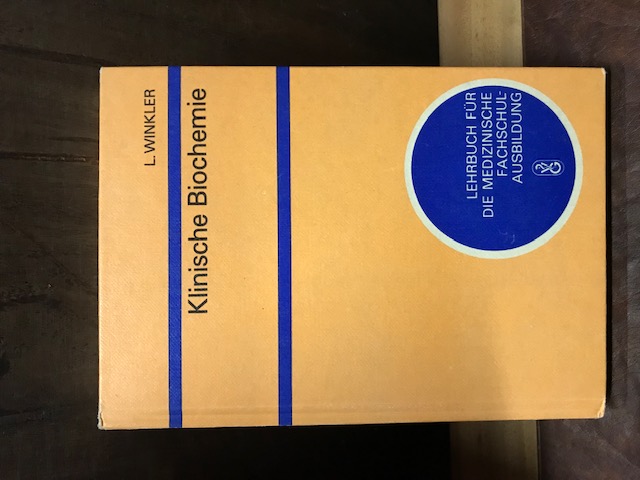 L. WINKLER
Klinische Biochemie
LEHRBUCH FÜR
DIE MEDIZINISCHE
FACHSCHUL-
AUSBILDUNG